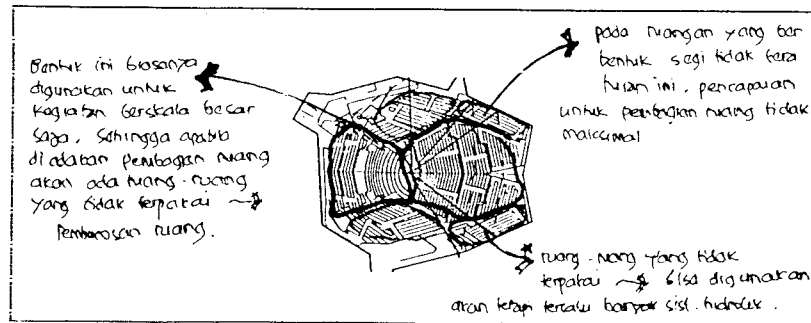 Bentuk ini biasanya
digunakan untuk
kegiatan berskala besar
saja. Sehingga apabila
di adakan pembagian ruang
akan ada ruang-ruang
yang tidak terpakai →
Pemborosan ruang.
pada ruangan yang ber
bentuk segi tidak tera
turan ini. pencapaian
untuk pembagian ruang tidak
maksimal
ruang-ruang yang tidak
terpakai → bisa digunakan
akan tetapi terlalu banyak sist. hidrolik.